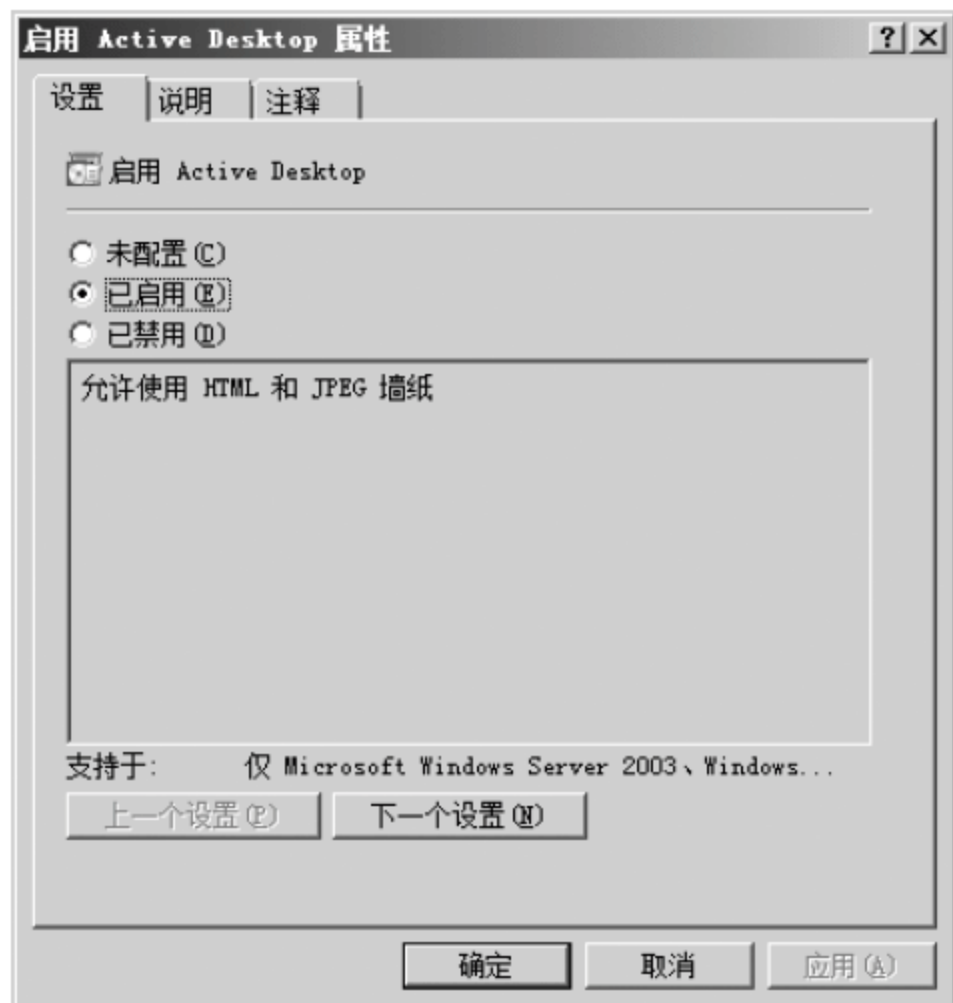 启用 Active Desktop 属性
设置 说明 注释
启用 Active Desktop
未配置(C)
已启用(E)
已禁用(D)
允许使用 HTML 和 JPEG 墙纸
支持于: 仅 Microsoft Windows Server 2003、Windows...
上一个设置(P) 下一个设置(N)
确定 取消 应用(A)